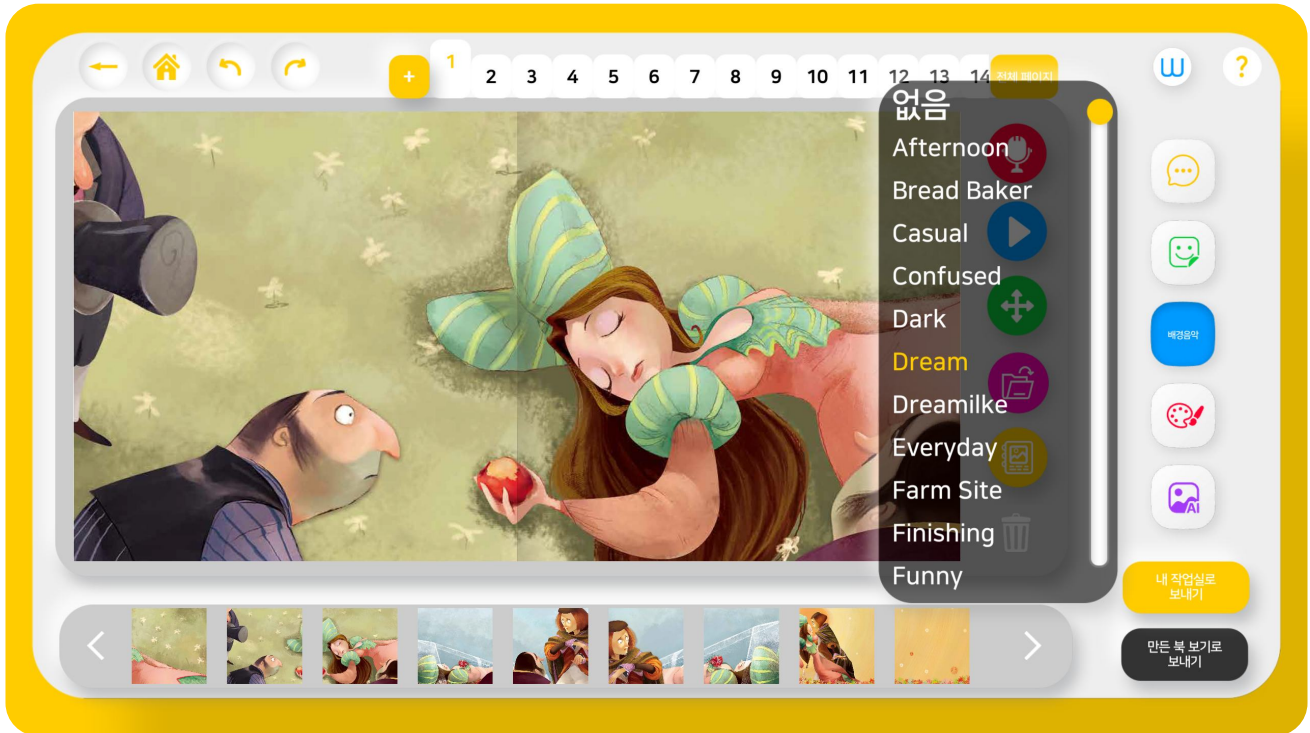 + 1 2 3 4 5 6 7 8 9 10 11 12 13 14 전체 페이지
W ?
없음
Afternoon
Bread Baker
Casual
Confused
Dark
Dream
Dreamilke
Everyday
Farm Site
Finishing
Funny
배경음악
AI
내 작업실로
보내기
만든 북 보기로
보내기